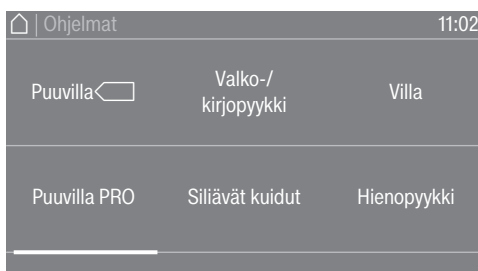 Ohjelmat 11:02
Puuvilla
Valko-/
kirjopyykki
Villa
Puuvilla PRO
Siliävät kuidut
Hienopyykki